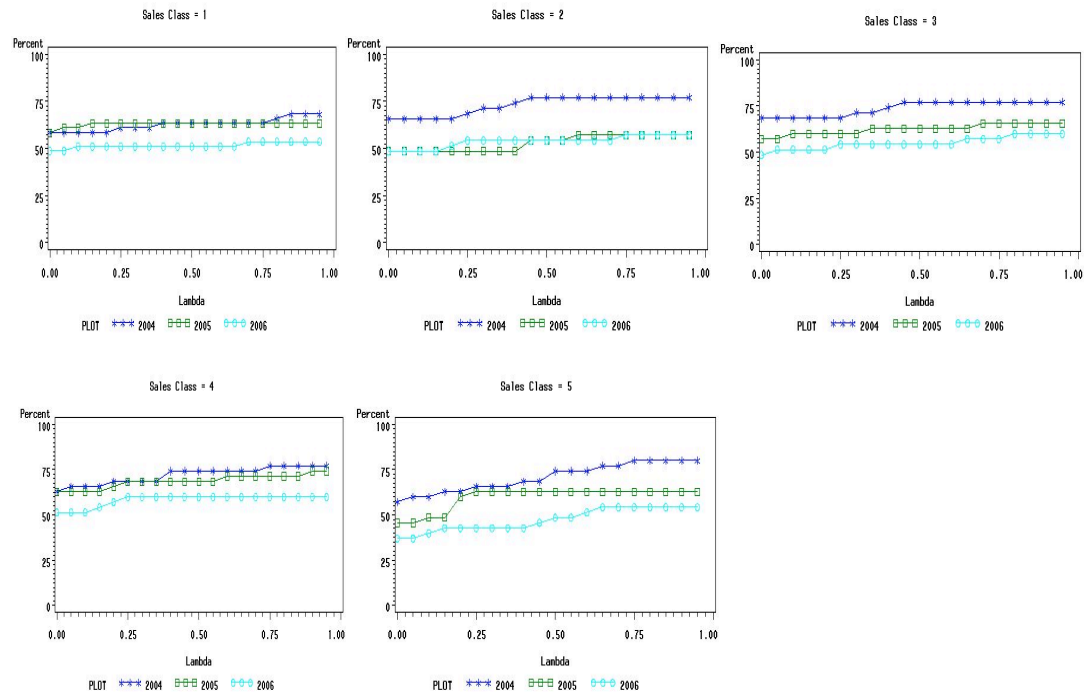 Sales Class = 1
Percent
100
75
50
25
0
0.00 0.25 0.50 0.75 1.00
Lambda
PLOT 2004 2005 2006
Sales Class = 2
Percent
100
75
50
25
0
0.00 0.25 0.50 0.75 1.00
Lambda
PLOT 2004 2005 2006
Sales Class = 3
Percent
100
75
50
25
0
0.00 0.25 0.50 0.75 1.00
Lambda
PLOT 2004 2005 2006
Sales Class = 4
Percent
100
75
50
25
0
0.00 0.25 0.50 0.75 1.00
Lambda
PLOT 2004 2005 2006
Sales Class = 5
Percent
100
75
50
25
0
0.00 0.25 0.50 0.75 1.00
Lambda
PLOT 2004 2005 2006